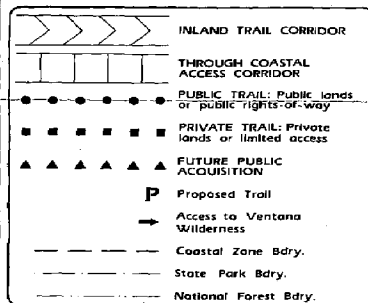 INLAND TRAIL CORRIDOR
THROUGH COASTAL
ACCESS CORRIDOR
PUBLIC TRAIL: Public lands
or public rights-of-way
PRIVATE TRAIL: Private
lands or limited access
FUTURE PUBLIC
ACQUISITION
P Proposed Trail
Access to Ventana
Wilderness
Coastal Zone Bdry.
State Park Bdry.
National Forest Bdry.